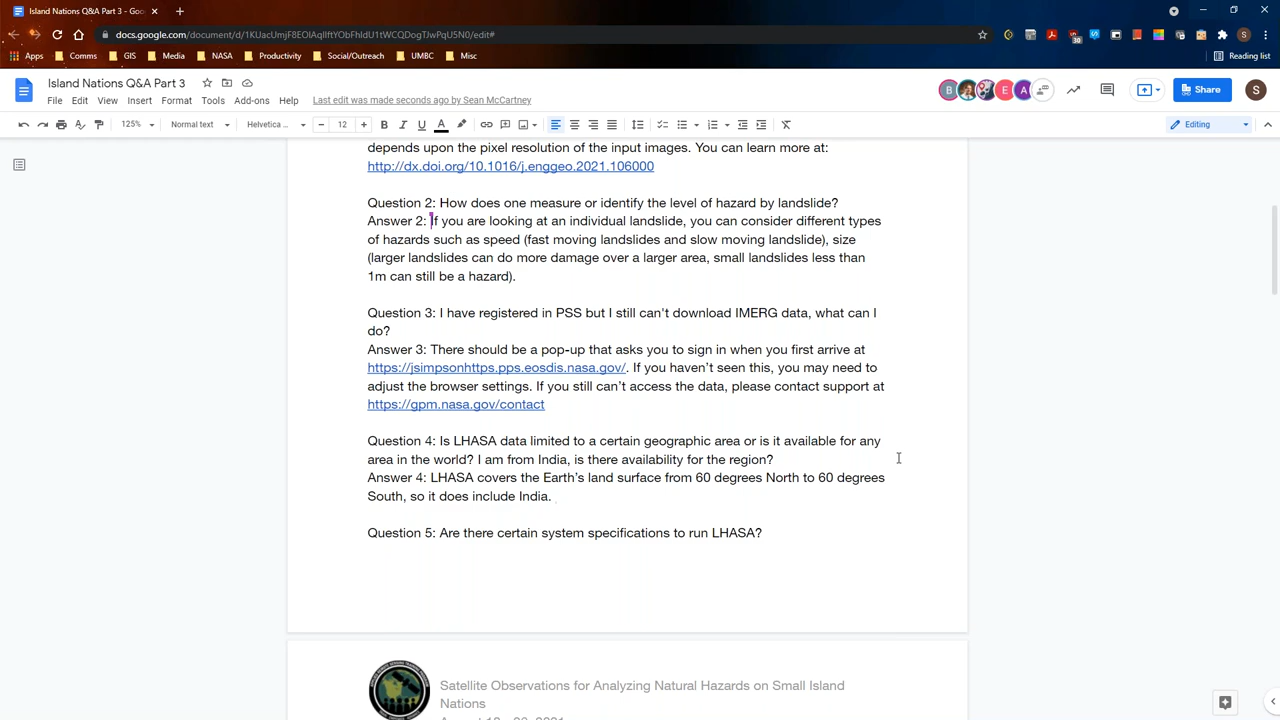 Island Nations Q&A Part 3 - Goo
docs.google.com/document/d/1KUacUmjF8EOIAqIlftYObFhIdU1tWCQDogTJwPqUSN0/edit#
Apps Comms GIS Media NASA Productivity Social/Outreach UMBC Misc Reading list
Island Nations Q&A Part 3
File Edit View Insert Format Tools Add-ons Help Last edit was made seconds ago by Sean McCartney
B E A Share S
125% Normal text Helvetica ... 12 B I U A Editing
depends upon the pixel resolution of the input images. You can learn more at:
http://dx.doi.org/10.1016/j.enggeo.2021.106000
Question 2: How does one measure or identify the level of hazard by landslide?
Answer 2: If you are looking at an individual landslide, you can consider different types
of hazards such as speed (fast moving landslides and slow moving landslide), size
(larger landslides can do more damage over a larger area, small landslides less than
1m can still be a hazard).
Question 3: I have registered in PSS but I still can't download IMERG data, what can I
do?
Answer 3: There should be a pop-up that asks you to sign in when you first arrive at
https://jsimpsonhttps.pps.eosdis.nasa.gov/. If you haven't seen this, you may need to
adjust the browser settings. If you still can't access the data, please contact support at
https://gpm.nasa.gov/contact
Question 4: Is LHASA data limited to a certain geographic area or is it available for any
area in the world? I am from India, is there availability for the region?
Answer 4: LHASA covers the Earth's land surface from 60 degrees North to 60 degrees
South, so it does include India.
Question 5: Are there certain system specifications to run LHASA?
Satellite Observations for Analyzing Natural Hazards on Small Island
Nations